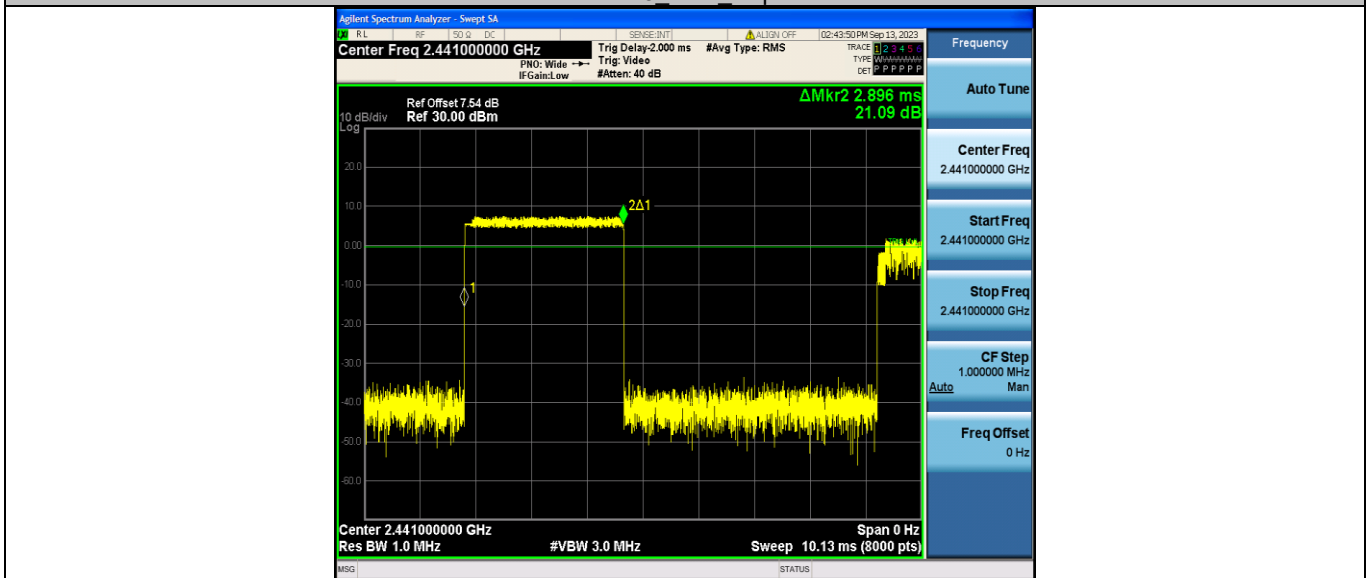 Agilent Spectrum Analyzer - Swept SA
RL RF 50 Ω DC SENSE:INT ALIGN OFF 02:43:50 PM Sep 13, 2023
Center Freq 2.441000000 GHz
PNO: Wide
IFGain:Low
Trig Delay-2.000 ms
Trig: Video
#Atten: 40 dB
#Avg Type: RMS
TRACE 1 2 3 4 5 6
TYPE
DET P P P P P P
ΔMkr2 2.896 ms
21.09 dB
Ref Offset 7.54 dB
10 dB/div Ref 30.00 dBm
Log
20.0
10.0
0.00
-10.0
-20.0
-30.0
-40.0
-50.0
-60.0
2Δ1
1
Center 2.441000000 GHz
Span 0 Hz
Res BW 1.0 MHz
#VBW 3.0 MHz
Sweep 10.13 ms (8000 pts)
MSG
STATUS
Frequency
Auto Tune
Center Freq
2.441000000 GHz
Start Freq
2.441000000 GHz
Stop Freq
2.441000000 GHz
CF Step
1.000000 MHz
Auto Man
Freq Offset
0 Hz